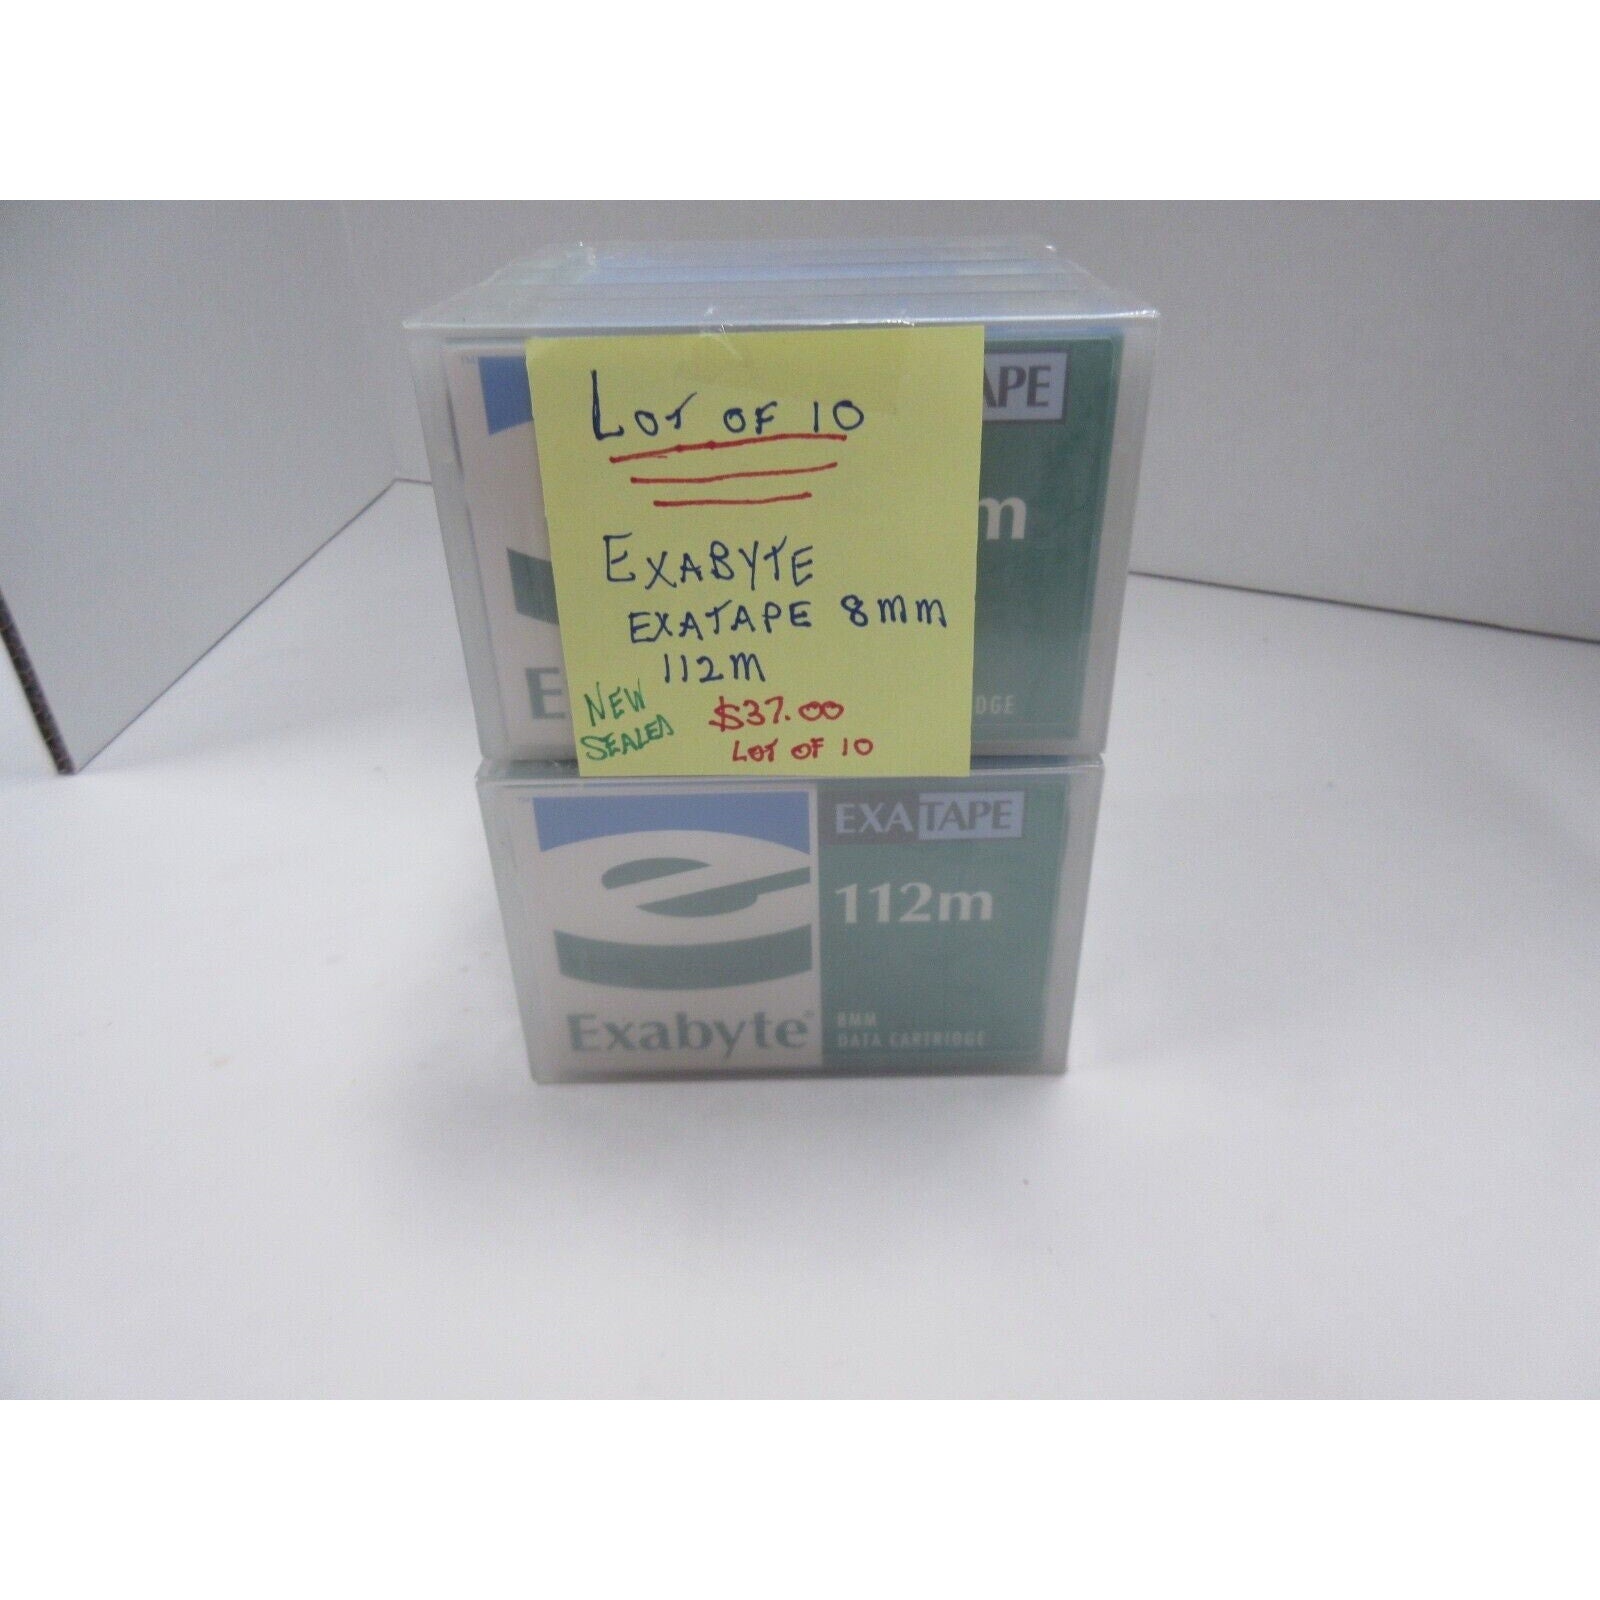 LOT OF 10
EXABYTE
EXATAPE 8mm
112m
NEW
SEALED
$37.00
LOT OF 10
APE
m
E
DGE
EXATAPE
112m
Exabyte®
8MM
DATA CARTRIDGE